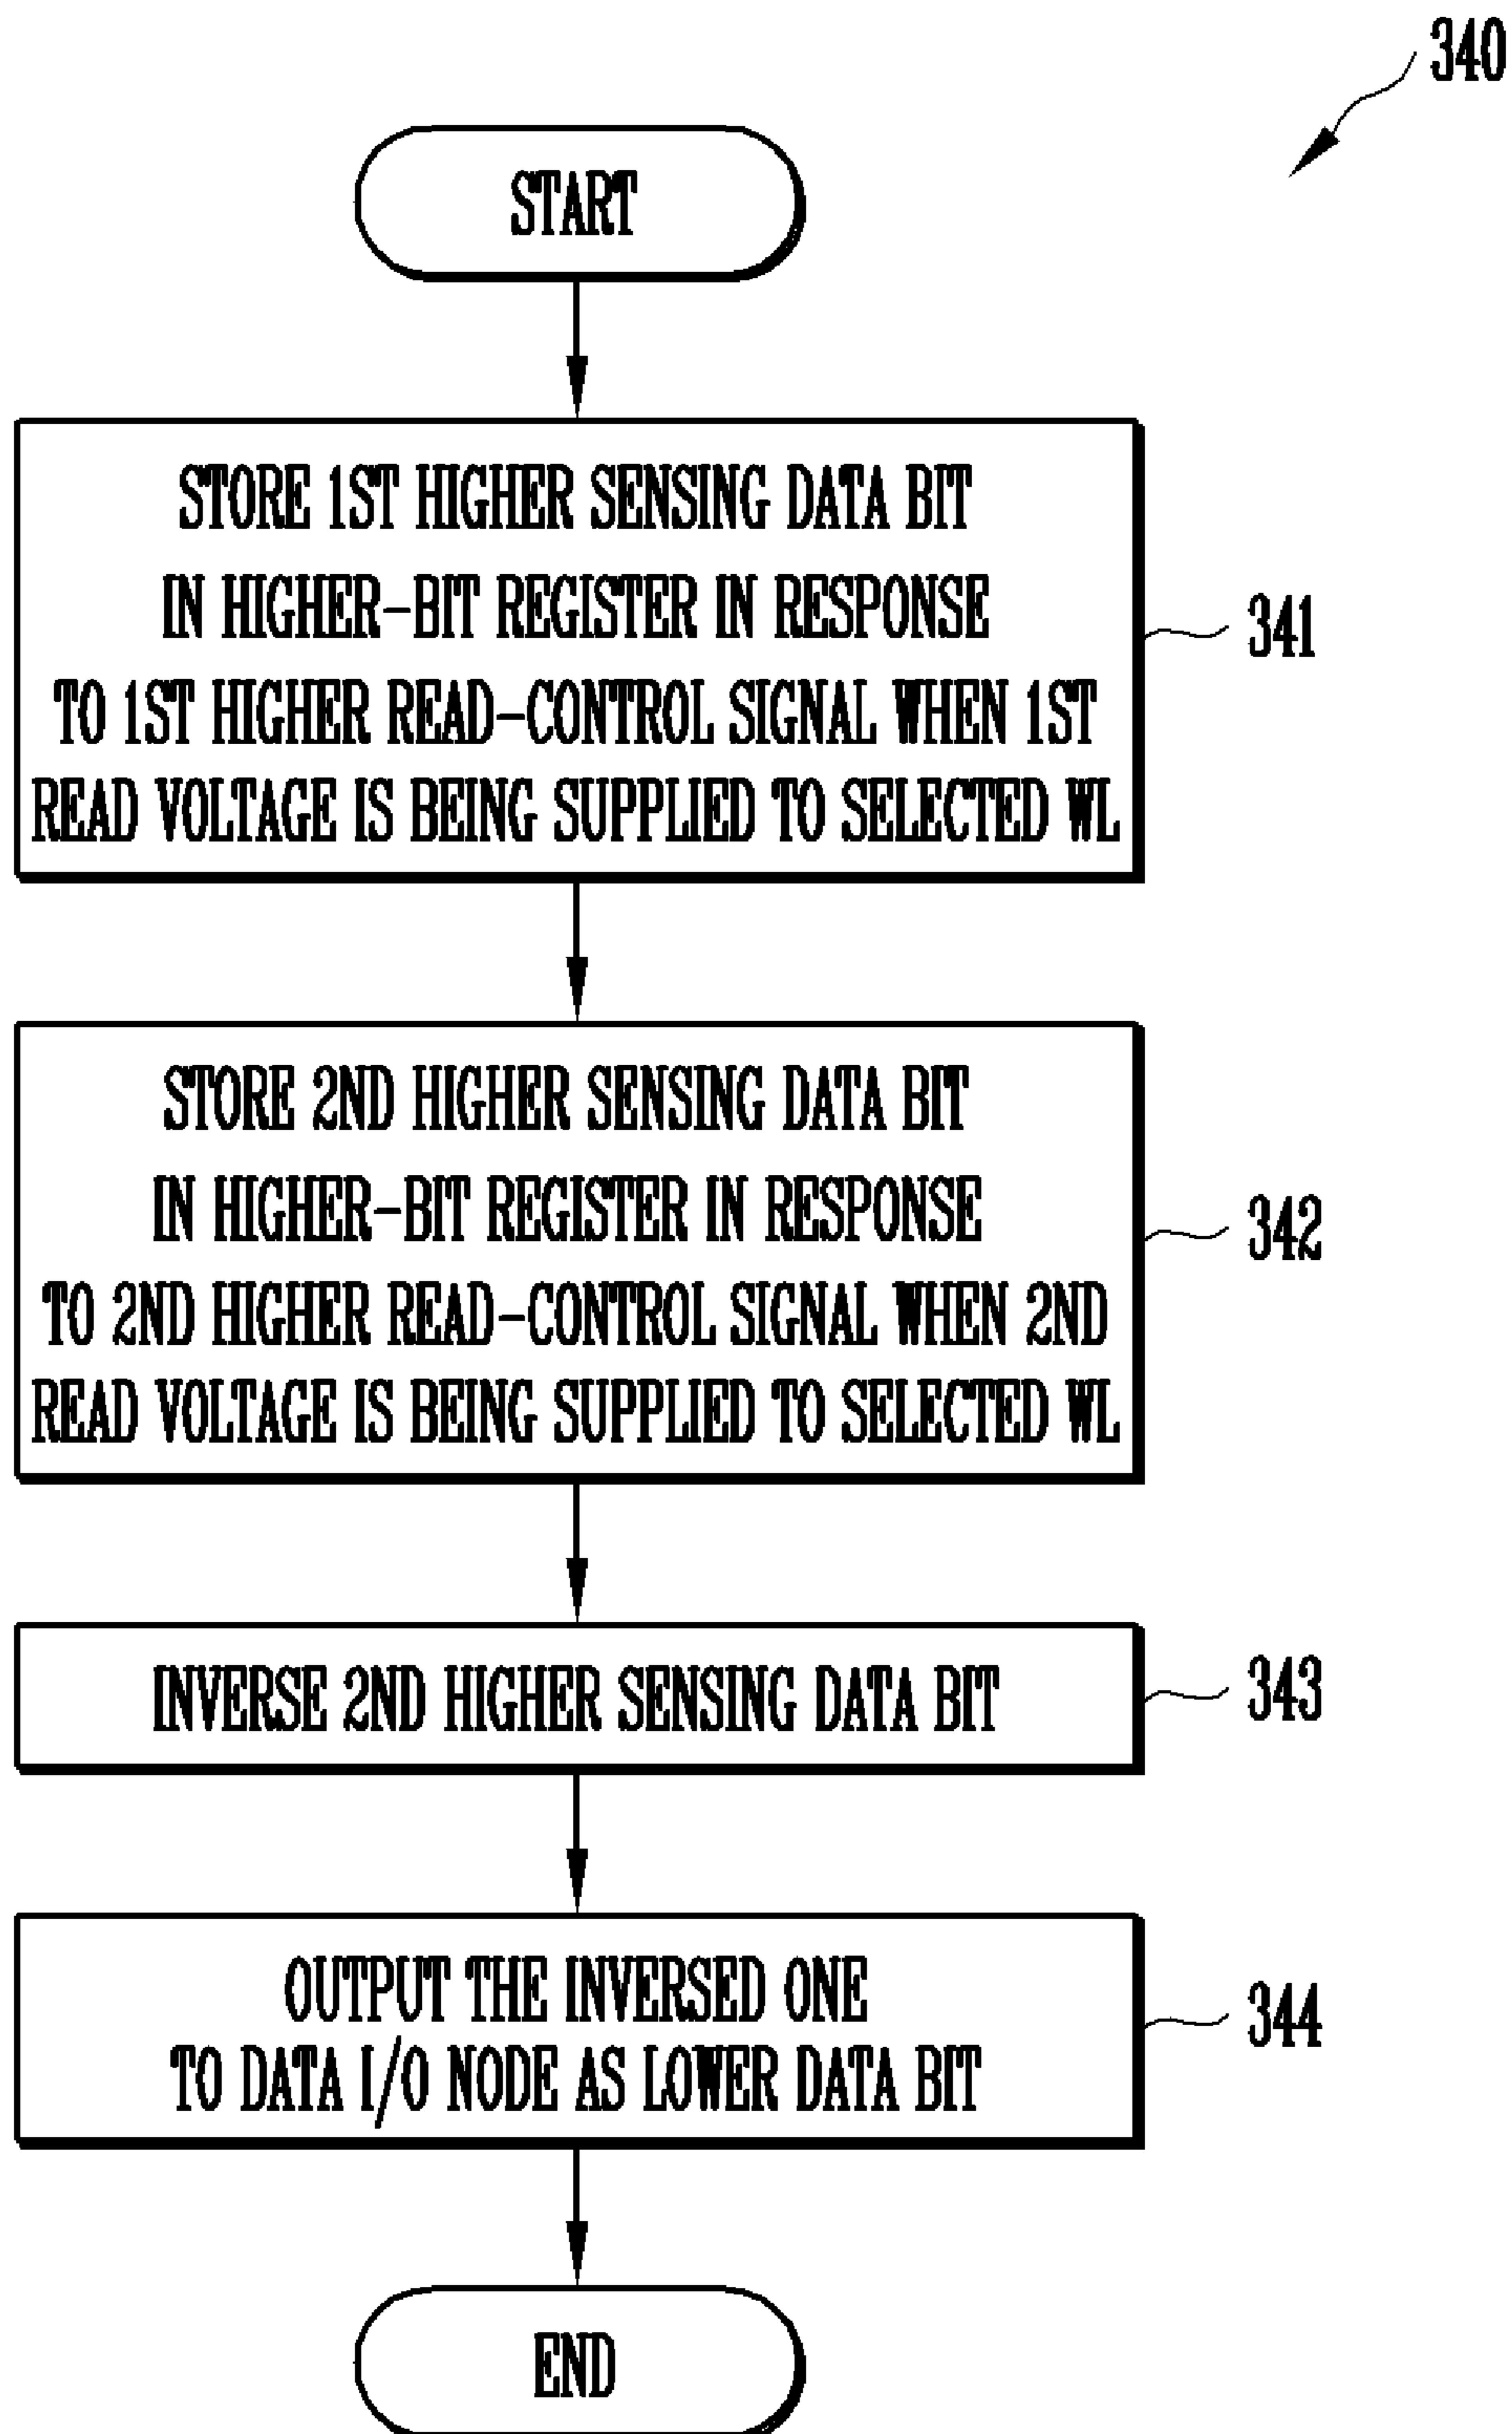 340
START
STORE 1ST HIGHER SENSING DATA BIT
IN HIGHER-BIT REGISTER IN RESPONSE
TO 1ST HIGHER READ-CONTROL SIGNAL WHEN 1ST
READ VOLTAGE IS BEING SUPPLIED TO SELECTED WL
341
STORE 2ND HIGHER SENSING DATA BIT
IN HIGHER-BIT REGISTER IN RESPONSE
TO 2ND HIGHER READ-CONTROL SIGNAL WHEN 2ND
READ VOLTAGE IS BEING SUPPLIED TO SELECTED WL
342
INVERSE 2ND HIGHER SENSING DATA BIT
343
OUTPUT THE INVERSED ONE
TO DATA I/O NODE AS LOWER DATA BIT
344
END